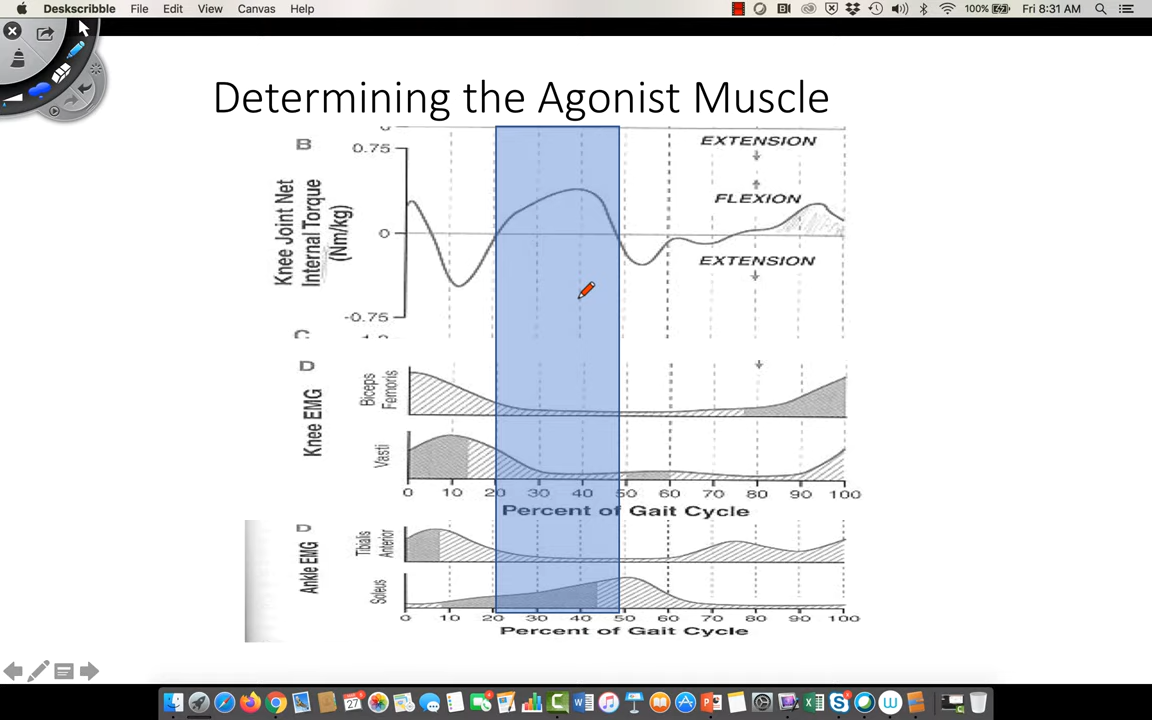 Deskscribble File Edit View Canvas Help 100% Fri 8:31 AM
Determining the Agonist Muscle
B
0.75
0
-0.75
Knee Joint Net
Internal Torque
(Nm/kg)
EXTENSION
FLEXION
EXTENSION
C
D
Knee EMG
Biceps
Femoris
Vasti
0 10 20 30 40 50 60 70 80 90 100
Percent of Gait Cycle
D
Ankle EMG
Tibialis
Anterior
Soleus
0 10 20 30 40 50 60 70 80 90 100
Percent of Gait Cycle